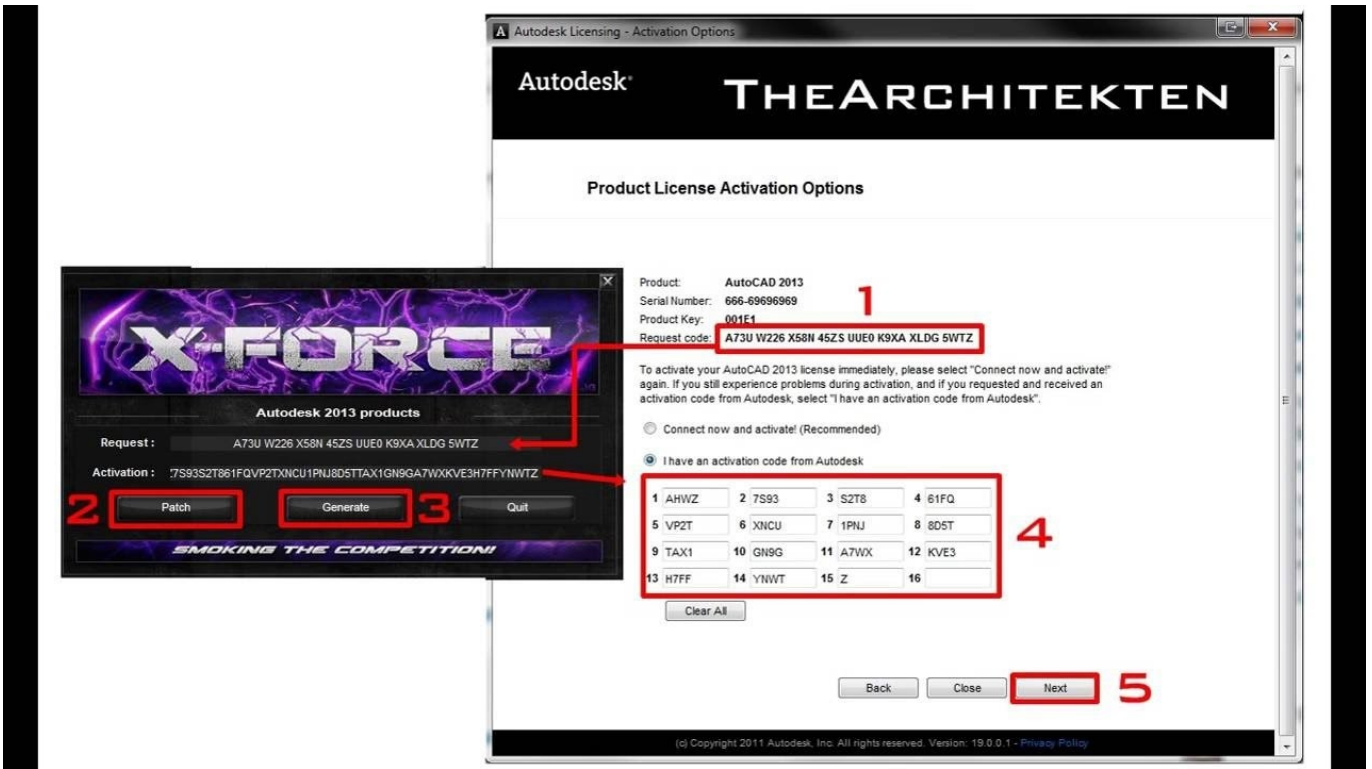 Autodesk Licensing - Activation Options
Autodesk
THEARCHITEKTEN
Product License Activation Options
Product: AutoCAD 2013
Serial Number: 666-69696969
Product Key: 001E1
Request code: A73U W226 X58N 45ZS UUE0 K9XA XLDG 5WTZ
1
To activate your AutoCAD 2013 license immediately, please select "Connect now and activate!"
again. If you still experience problems during activation, and if you requested and received an
activation code from Autodesk, select "I have an activation code from Autodesk".
Connect now and activate! (Recommended)
I have an activation code from Autodesk
1 AHWZ 2 7S93 3 S2T8 4 61FQ
5 VP2T 6 XNCU 7 1PNJ 8 8D5T
9 TAX1 10 GN9G 11 A7WX 12 KVE3
13 H7FF 14 YNWT 15 Z 16
4
Clear All
Back Close Next 5
(c) Copyright 2011 Autodesk, Inc. All rights reserved. Version: 19.0.0.1 - Privacy Policy
X-FORCE
Autodesk 2013 products
Request : A73U W226 X58N 45ZS UUE0 K9XA XLDG 5WTZ
Activation : 7S93S2T861FQVP2TXNCU1PNJ8D5TTAX1GN9GA7WXKVE3H7FFYNWTZ
2 Patch Generate 3 Quit
SMOKING THE COMPETITION!